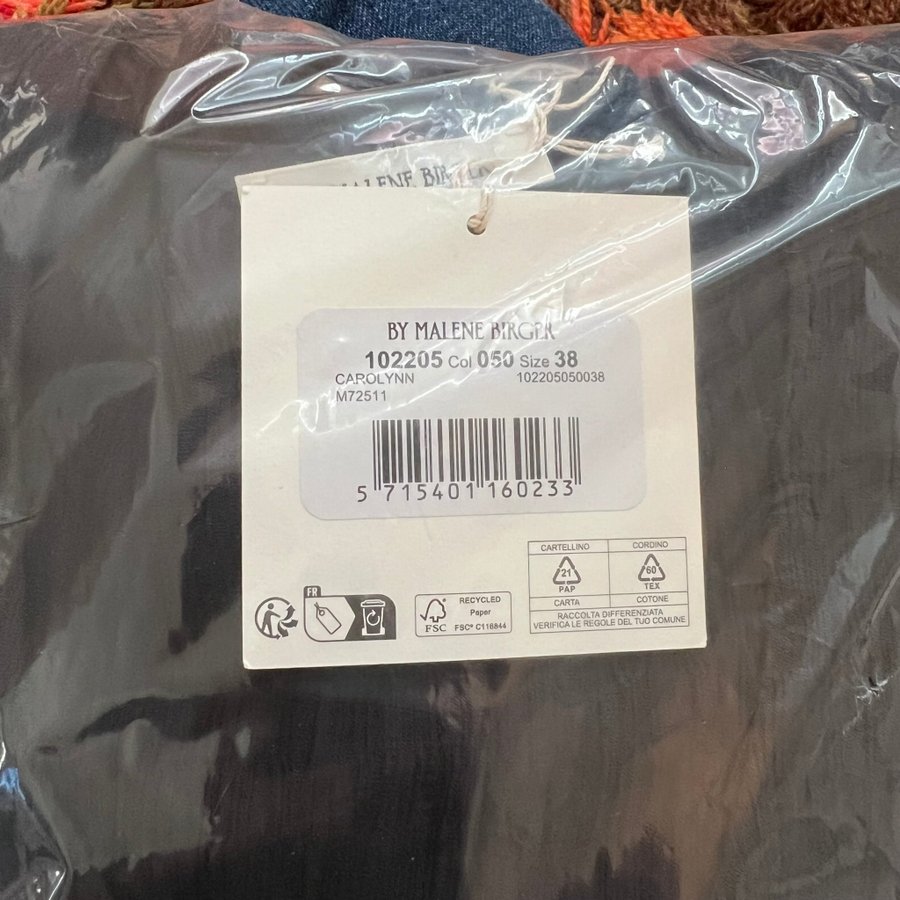 MALENE BIRGER
BY MALENE BIRGER
102205 Col 050 Size 38
CAROLYNN 102205050038
M72511
5 715401 160233
CARTELLINO CORDINO
21 60
PAP TEX
CARTA COTONE
RACCOLTA DIFFERENZIATA
VERIFICA LE REGOLE DEL TUO COMUNE
FR
FSC
RECYCLED
Paper
FSC® C118844